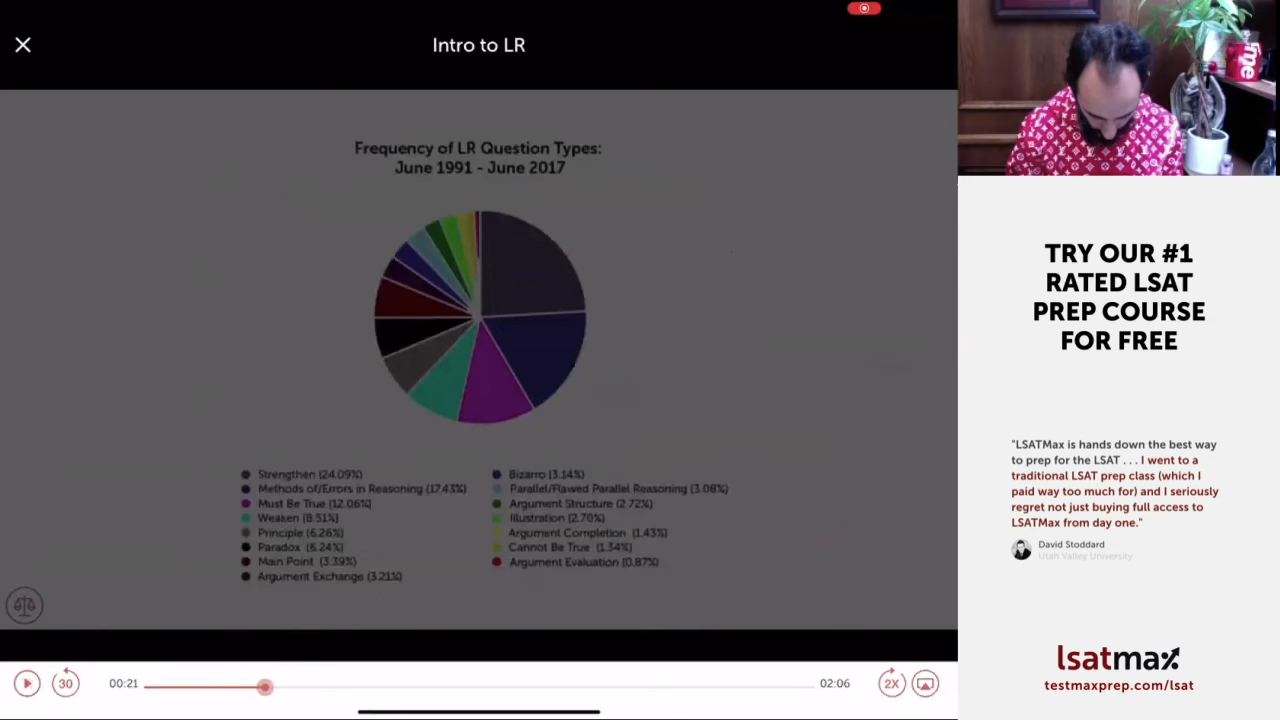 Intro to LR
Frequency of LR Question Types:
June 1991 - June 2017
Strengthen (24.09%)
Methods of/Errors in Reasoning (17.43%)
Must Be True (12.06%)
Weaken (8.51%)
Principle (6.26%)
Paradox (6.24%)
Main Point (3.39%)
Argument Exchange (3.21%)
Bizarro (3.14%)
Parallel/Flawed Parallel Reasoning (3.08%)
Argument Structure (2.72%)
Illustration (2.70%)
Argument Completion (1.43%)
Cannot Be True (1.34%)
Argument Evaluation (0.87%)
30
00:21
02:06
2X
me
TRY OUR #1
RATED LSAT
PREP COURSE
FOR FREE
"LSATMax is hands down the best way
to prep for the LSAT . . . I went to a
traditional LSAT prep class (which I
paid way too much for) and I seriously
regret not just buying full access to
LSATMax from day one."
David Stoddard
Utah Valley University
lsatmax
testmaxprep.com/lsat